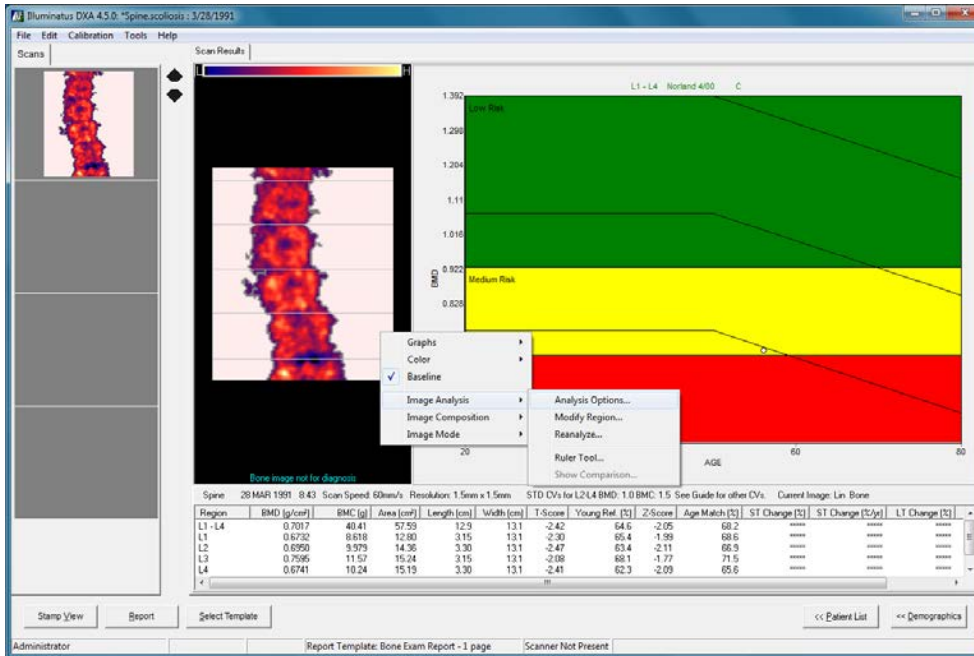 Illuminatus DXA 4.5.0: *Spine.scoliosis : 3/28/1991
File Edit Calibration Tools Help
Scans
Scan Results
L H
L1 - L4 Norland 4/00 C
1.392
Low Risk
1.298
1.204
1.11
1.016
BMD
0.922
Medium Risk
0.828
Graphs
Color
Baseline
Image Analysis
Image Composition
Image Mode
Analysis Options...
Modify Region...
Reanalyze...
Ruler Tool...
Show Comparison...
20 60 80
AGE
Bone image not for diagnosis
Spine 28 MAR 1991 8:43 Scan Speed: 60mm/s Resolution: 1.5mm x 1.5mm STD CVs for L2-L4 BMD: 1.0 BMC: 1.5 See Guide for other CVs. Current Image: Lin Bone
Region BMD (g/cm²) BMC (g) Area (cm²) Length (cm) Width (cm) T-Score Young Rel. (%) Z-Score Age Match (%) ST Change (%) ST Change (%/yr) LT Change (%)
L1 - L4 0.7017 40.41 57.59 12.9 13.1 -2.42 64.6 -2.05 68.2 ***** ***** *****
L1 0.6732 8.618 12.80 3.15 13.1 -2.30 65.4 -1.99 68.6 ***** ***** *****
L2 0.6950 9.979 14.36 3.30 13.1 -2.47 63.4 -2.11 66.9 ***** ***** *****
L3 0.7595 11.57 15.24 3.15 13.1 -2.08 68.1 -1.77 71.5 ***** ***** *****
L4 0.6741 10.24 15.19 3.30 13.1 -2.41 62.3 -2.09 65.6 ***** ***** *****
Stamp View Report Select Template << Patient List << Demographics
Administrator Report Template: Bone Exam Report - 1 page Scanner Not Present